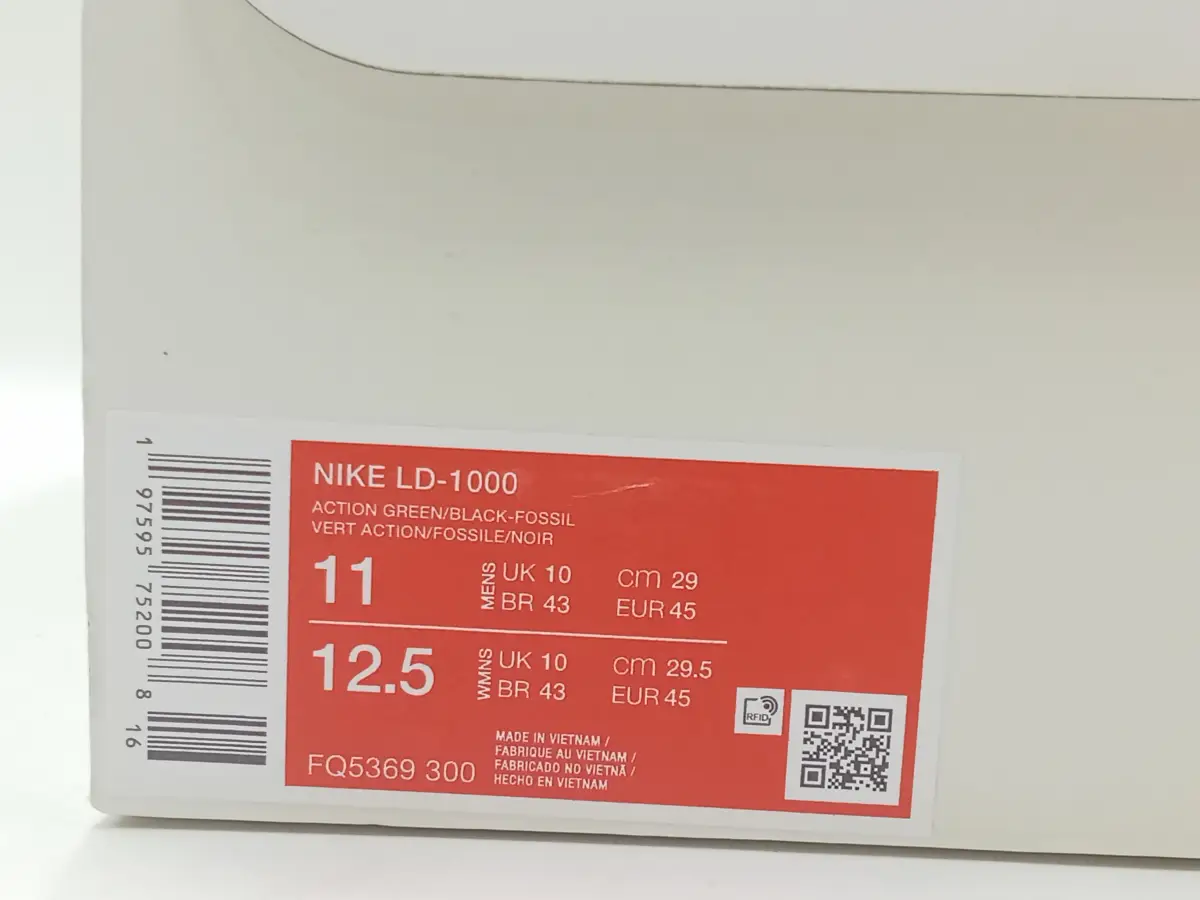 1 97595 75200 8 16
NIKE LD-1000
ACTION GREEN/BLACK-FOSSIL
VERT ACTION/FOSSILE/NOIR
11 MENS UK 10 cm 29
BR 43 EUR 45
12.5 WMNS UK 10 cm 29.5
BR 43 EUR 45
RFID
MADE IN VIETNAM /
FABRIQUE AU VIETNAM /
FABRICADO NO VIETNÃ /
HECHO EN VIETNAM
FQ5369 300